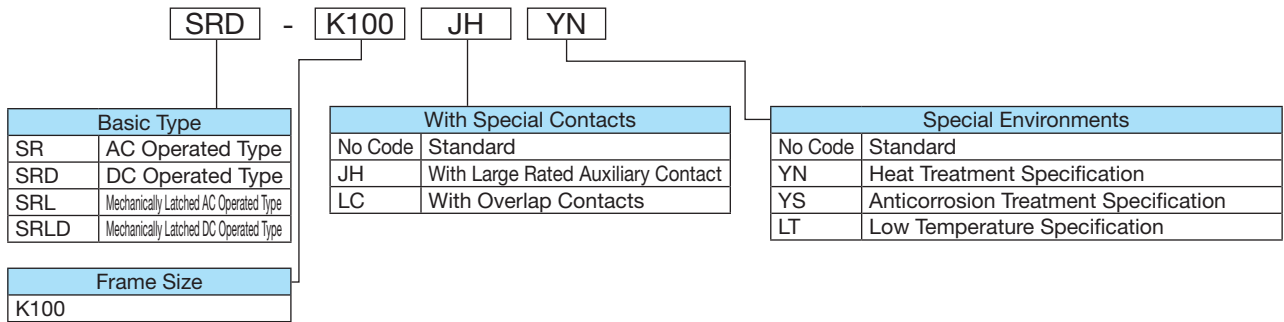 SRD - K100 JH YN
Basic Type
SR AC Operated Type
SRD DC Operated Type
SRL Mechanically Latched AC Operated Type
SRLD Mechanically Latched DC Operated Type
Frame Size
K100
With Special Contacts
No Code Standard
JH With Large Rated Auxiliary Contact
LC With Overlap Contacts
Special Environments
No Code Standard
YN Heat Treatment Specification
YS Anticorrosion Treatment Specification
LT Low Temperature Specification